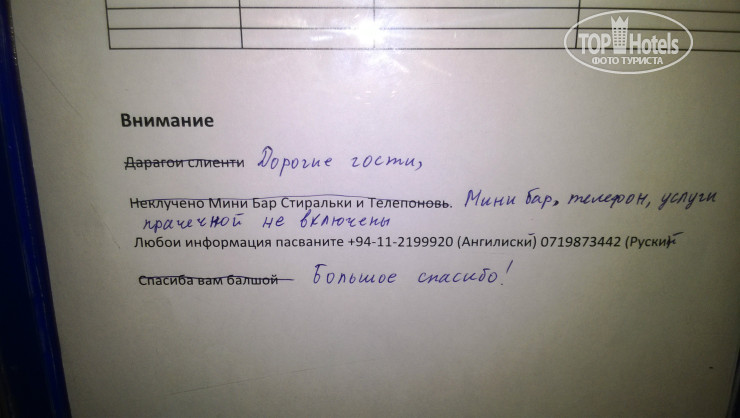 TOP Hotels
ФОТО ТУРИСТА
Внимание
Дарагои слиенти Дорогие гости,
Неклучено Мини Бар Стиральки и Телепоновь. Мини бар, телефон, услуги
прачечной не включены
Любои информация пасваните +94-11-2199920 (Ангилиски) 0719873442 (Руский
Спасиба вам балшой Большое спасибо!